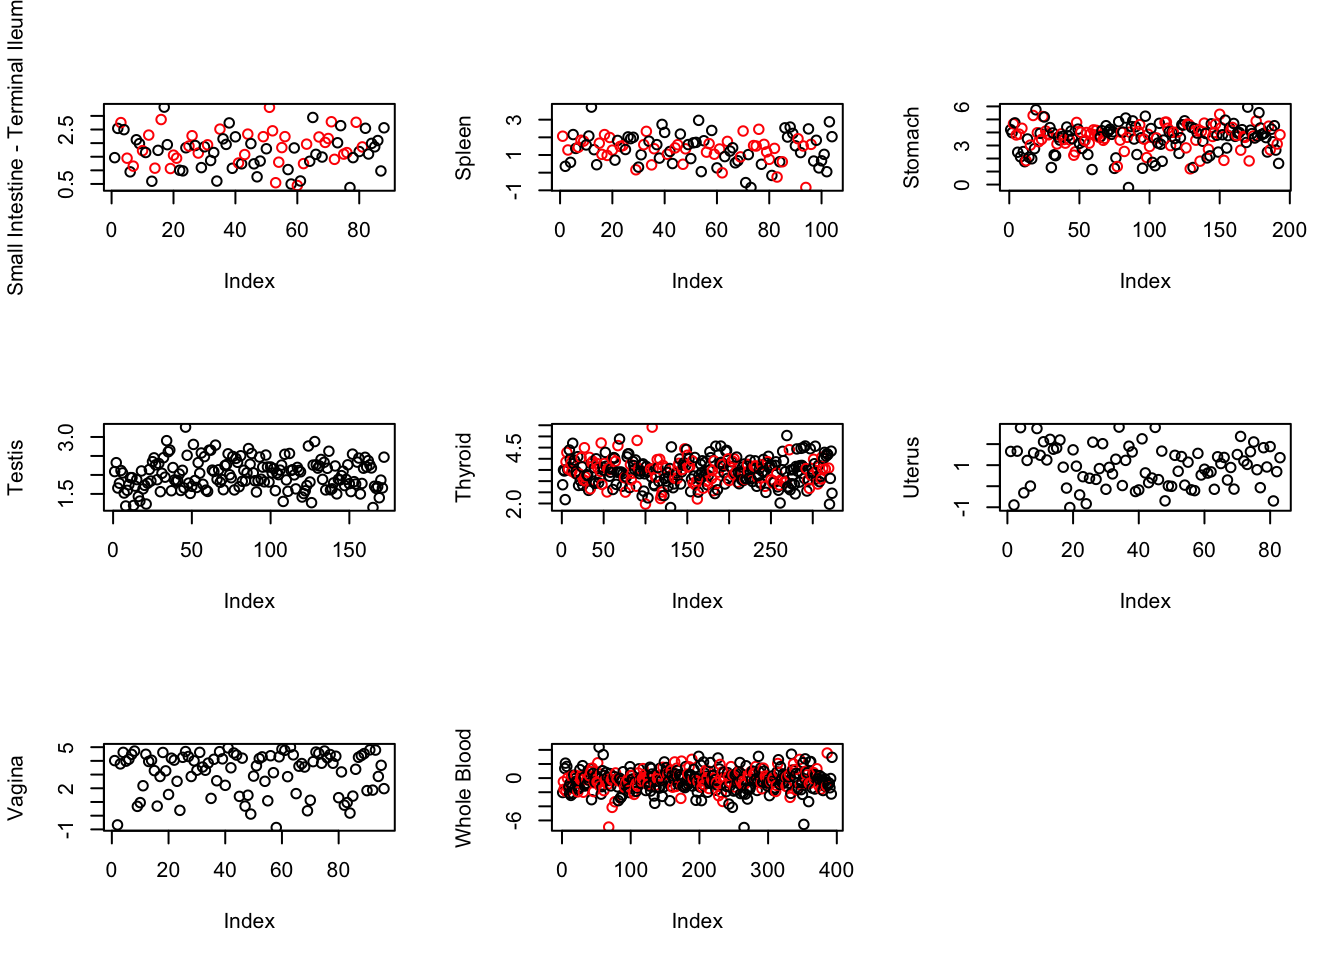 Small Intestine - Terminal Ileum
0.5 2.5
0 20 40 60 80
Index
Spleen
-1 1 3
0 20 40 60 80 100
Index
Stomach
0 3 6
0 50 100 150 200
Index
Testis
1.5 3.0
0 50 100 150
Index
Thyroid
2.0 4.5
0 50 150 250
Index
Uterus
-1 1
0 20 40 60 80
Index
Vagina
-1 2 5
0 20 40 60 80
Index
Whole Blood
-6 0
0 100 200 300 400
Index